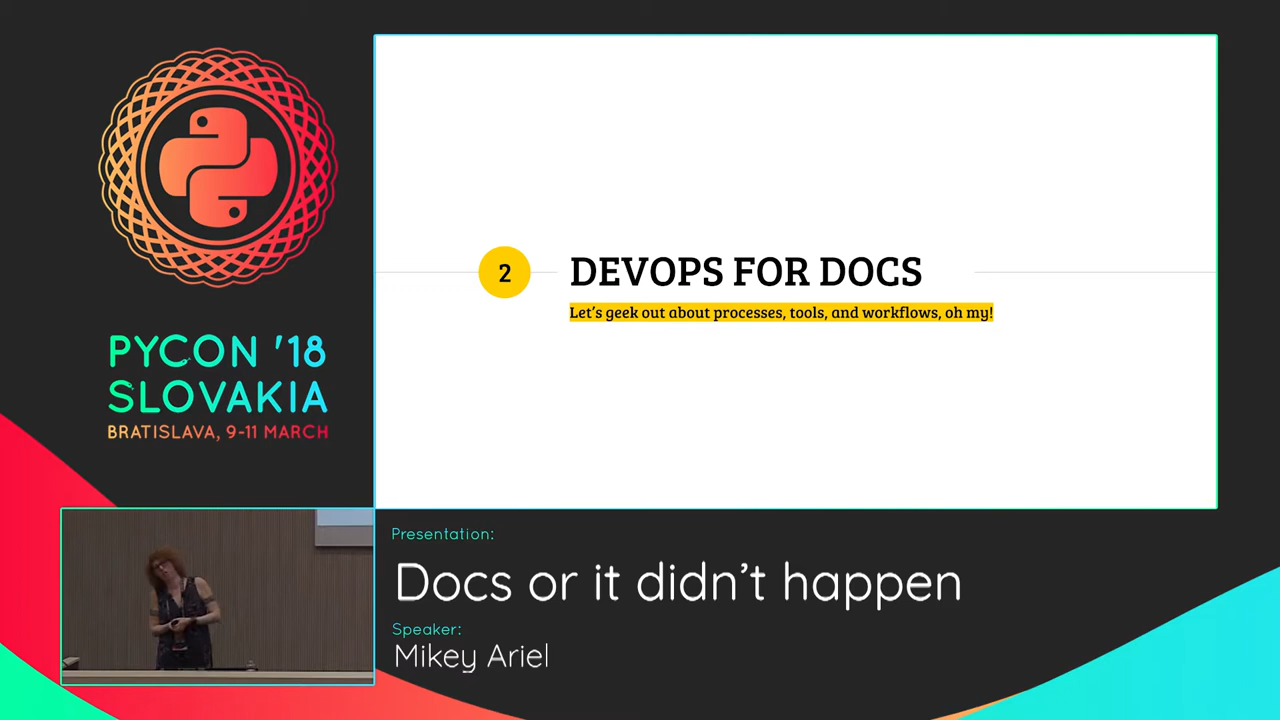 PYCON '18
SLOVAKIA
BRATISLAVA, 9-11 MARCH
2
DEVOPS FOR DOCS
Let's geek out about processes, tools, and workflows, oh my!
Presentation:
Docs or it didn't happen
Speaker:
Mikey Ariel